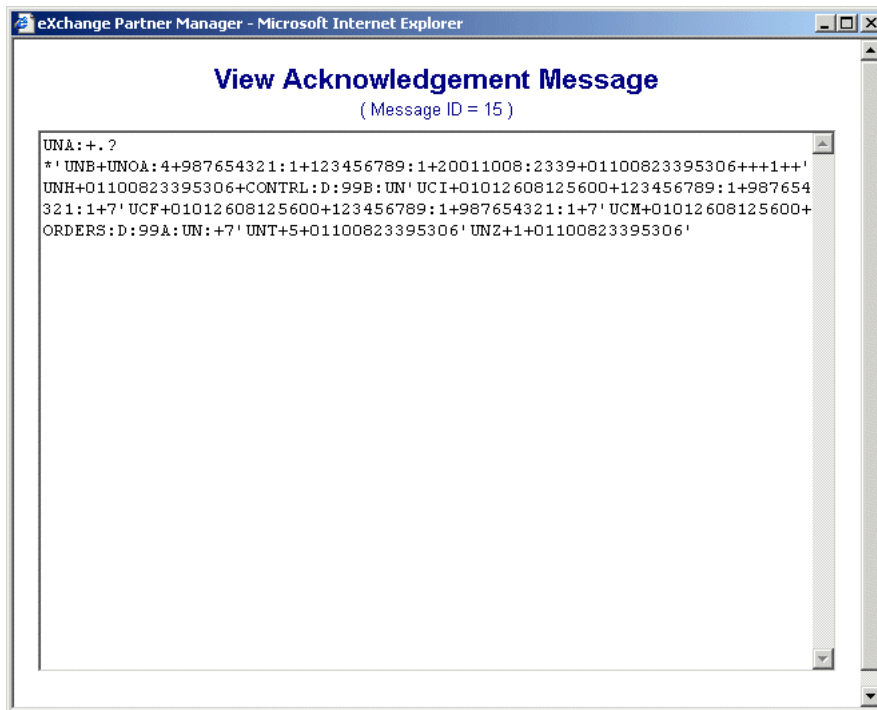 eXchange Partner Manager - Microsoft Internet Explorer
View Acknowledgement Message
( Message ID = 15 )
UNA:+.?
*'UNB+UNOA:4+987654321:1+123456789:1+20011008:2339+01100823395306+++1++'
UNH+01100823395306+CONTRL:D:99B:UN'UCI+01012608125600+123456789:1+987654
321:1+7'UCF+01012608125600+123456789:1+987654321:1+7'UCM+01012608125600+
ORDERS:D:99A:UN:+7'UNT+5+01100823395306'UNZ+1+01100823395306'